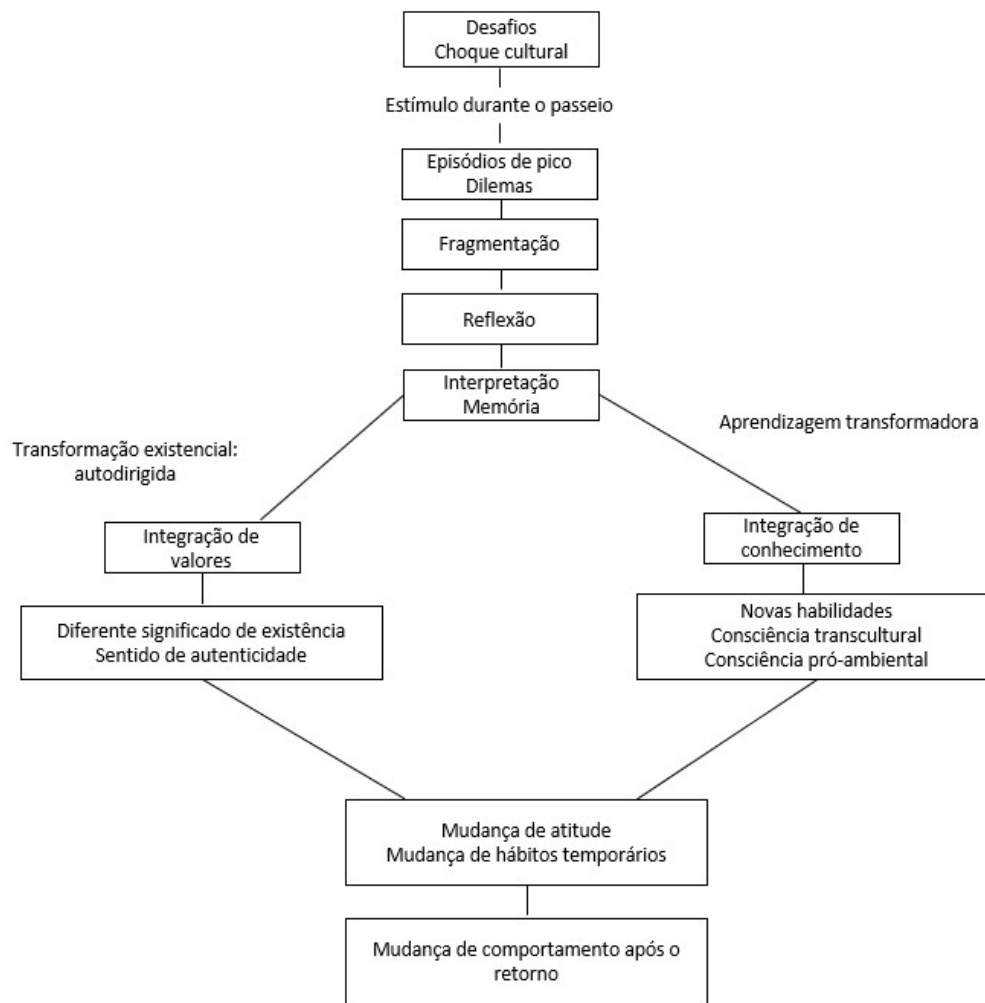 Desafios
Choque cultural
Estímulo durante o passeio
Episódios de pico
Dilemas
Fragmentação
Reflexão
Interpretação
Memória
Transformação existencial:
autodirigida
Aprendizagem transformadora
Integração de
valores
Integração de
conhecimento
Diferente significado de existência
Sentido de autenticidade
Novas habilidades
Consciência transcultural
Consciência pró-ambiental
Mudança de atitude
Mudança de hábitos temporários
Mudança de comportamento após o
retorno